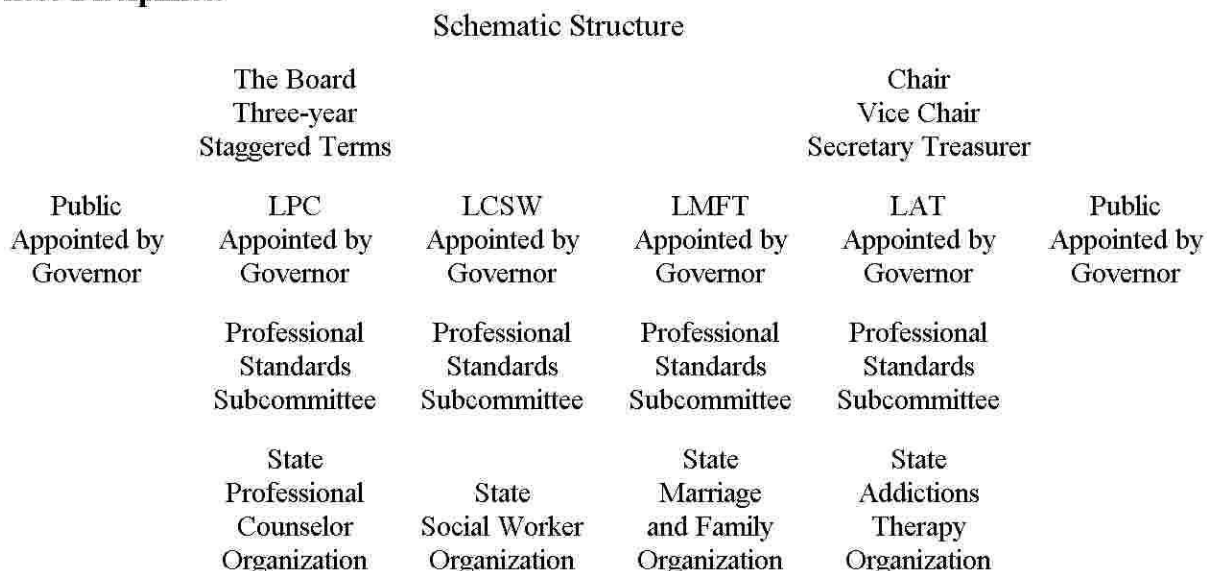 Schematic Structure
The Board
Three-year
Staggered Terms
Chair
Vice Chair
Secretary Treasurer
Public
Appointed by
Governor
LPC
Appointed by
Governor
LCSW
Appointed by
Governor
LMFT
Appointed by
Governor
LAT
Appointed by
Governor
Public
Appointed by
Governor
Professional
Standards
Subcommittee
Professional
Standards
Subcommittee
Professional
Standards
Subcommittee
Professional
Standards
Subcommittee
State
Professional
Counselor
Organization
State
Social Worker
Organization
State
Marriage
and Family
Organization
State
Addictions
Therapy
Organization